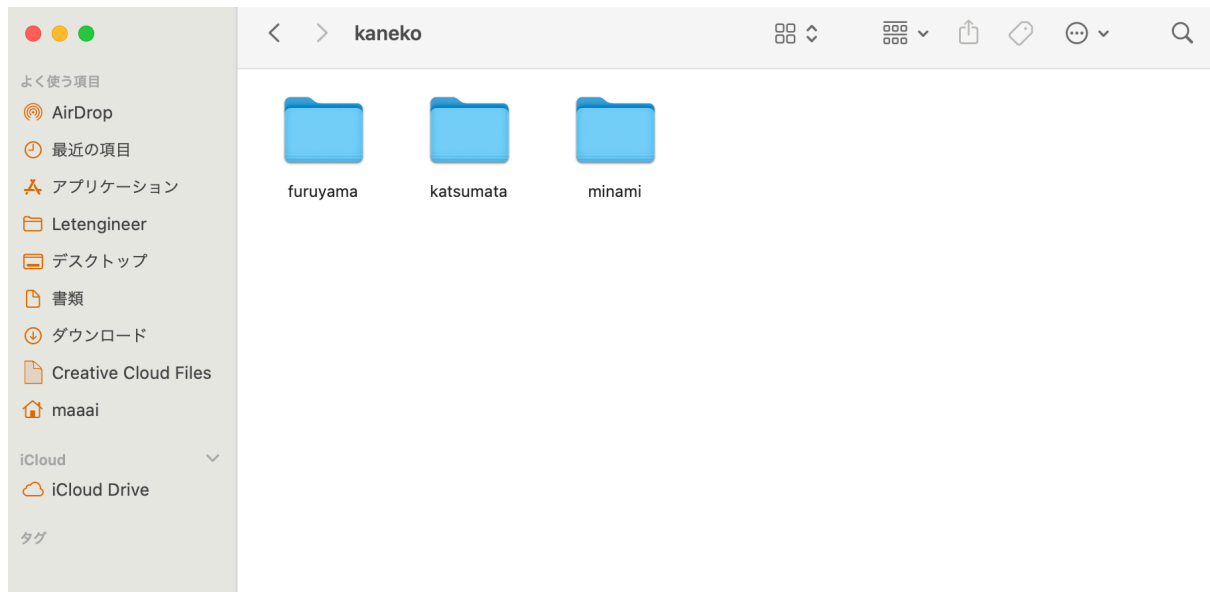 kaneko
よく使う項目
AirDrop
最近の項目
アプリケーション
Letengineer
デスクトップ
書類
ダウンロード
Creative Cloud Files
maaai
iCloud
iCloud Drive
タグ
furuyama
katsumata
minami